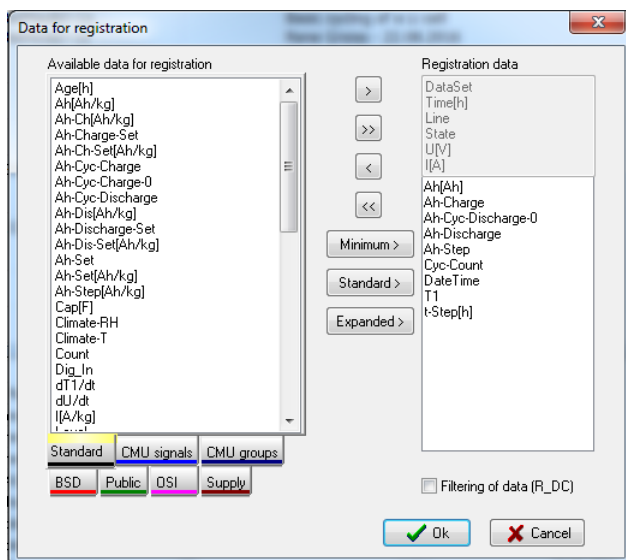 Data for registration
Available data for registration
Age[h]
Ah[Ah/kg]
Ah-Ch[Ah/kg]
Ah-Charge-Set
Ah-Ch-Set[Ah/kg]
Ah-Cyc-Charge
Ah-Cyc-Charge-0
Ah-Cyc-Discharge
Ah-Dis[Ah/kg]
Ah-Discharge-Set
Ah-Dis-Set[Ah/kg]
Ah-Set
Ah-Set[Ah/kg]
Ah-Step[Ah/kg]
Cap[F]
Climate-RH
Climate-T
Count
Dig_In
dT1/dt
dU/dt
I[A/kg]
Standard CMU signals CMU groups
BSD Public OSI Supply
>
>>
<
<<
Minimum >
Standard >
Expanded >
Registration data
DataSet
Time[h]
Line
State
U[V]
I[A]
Ah[Ah]
Ah-Charge
Ah-Cyc-Discharge-0
Ah-Discharge
Ah-Step
Cyc-Count
DateTime
T1
t-Step[h]
Filtering of data (R_DC)
Ok Cancel